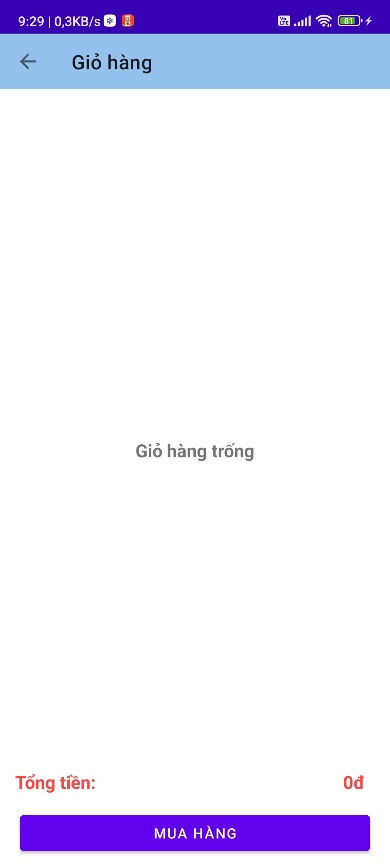 9:29 | 0,3KB/s
81
Giỏ hàng
Giỏ hàng trống
Tổng tiền: 0đ
MUA HÀNG